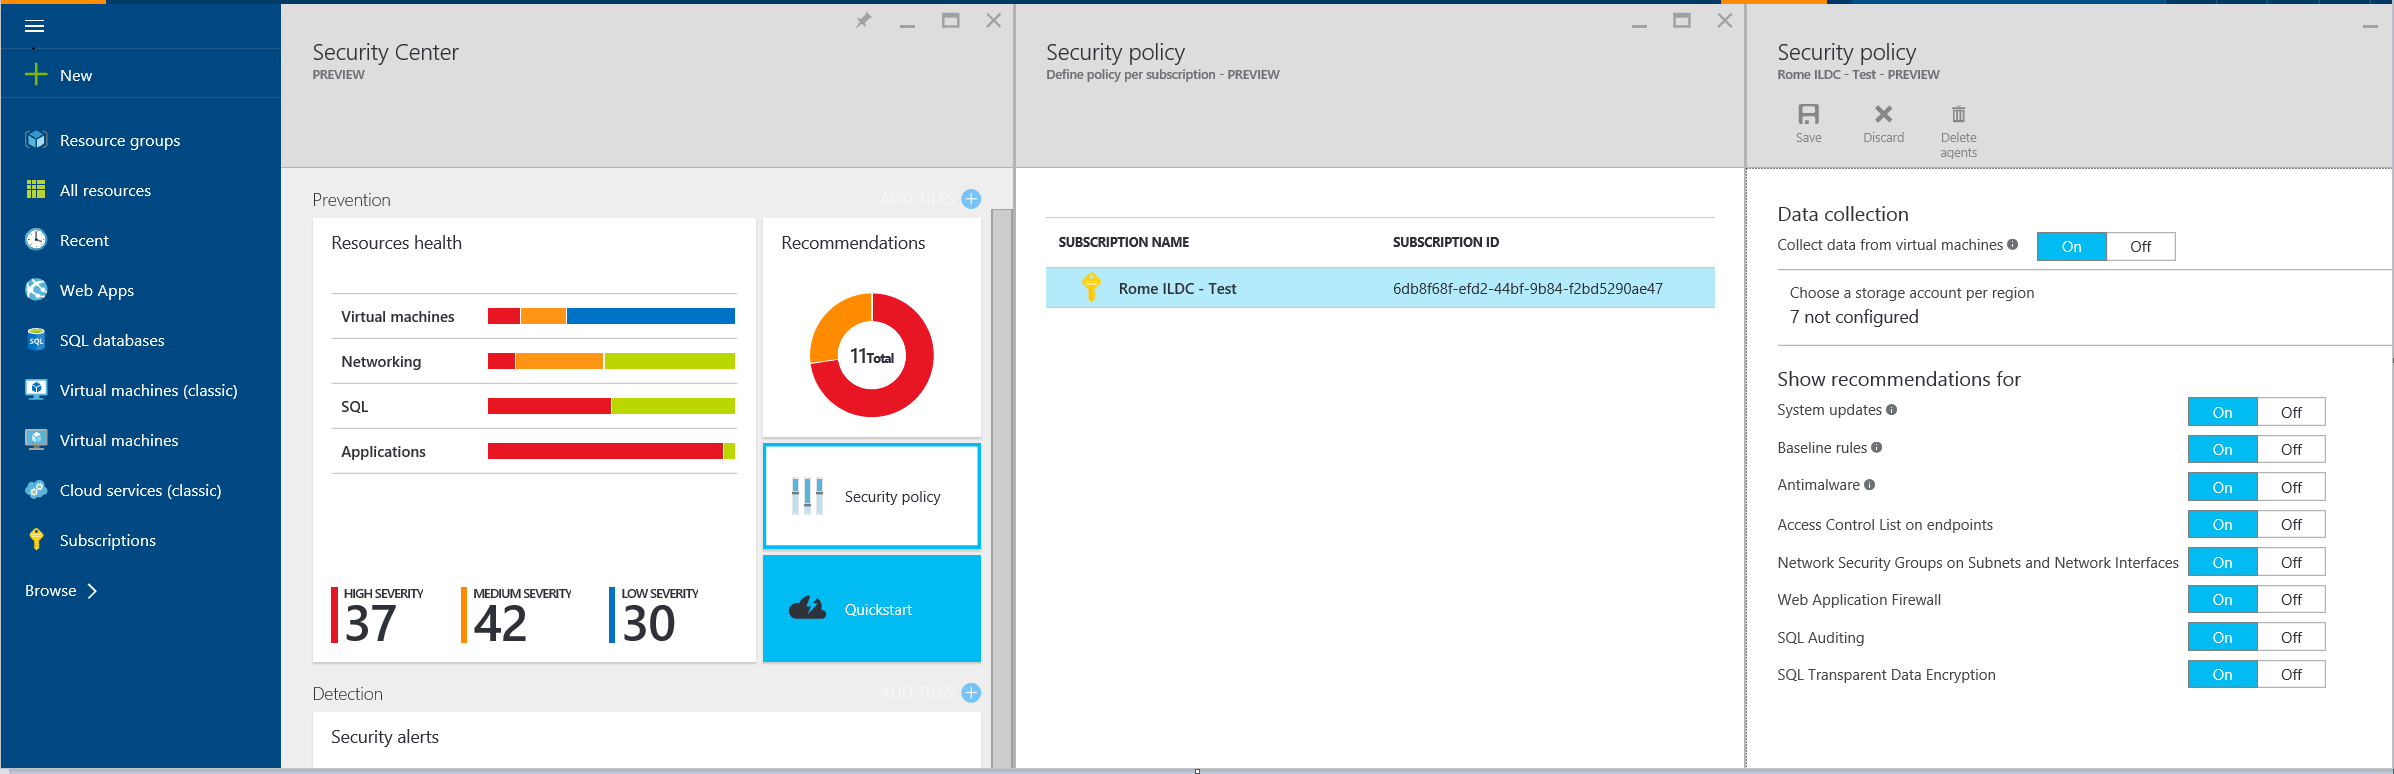 New
Resource groups
All resources
Recent
Web Apps
SQL databases
SQL
Virtual machines (classic)
Virtual machines
Cloud services (classic)
Subscriptions
Browse
Security Center
PREVIEW
Prevention
ADD TILES
Resources health
Virtual machines
Networking
SQL
Applications
HIGH SEVERITY
37
MEDIUM SEVERITY
42
LOW SEVERITY
30
Recommendations
11 Total
Security policy
Quickstart
Detection
ADD TILES
Security alerts
Security policy
Define policy per subscription - PREVIEW
SUBSCRIPTION NAME SUBSCRIPTION ID
Rome ILDC - Test 6db8f68f-efd2-44bf-9b84-f2bd5290ae47
Security policy
Rome ILDC - Test - PREVIEW
Save
Discard
Delete
agents
Data collection
Collect data from virtual machines On Off
Choose a storage account per region
7 not configured
Show recommendations for
System updates On Off
Baseline rules On Off
Antimalware On Off
Access Control List on endpoints On Off
Network Security Groups on Subnets and Network Interfaces On Off
Web Application Firewall On Off
SQL Auditing On Off
SQL Transparent Data Encryption On Off